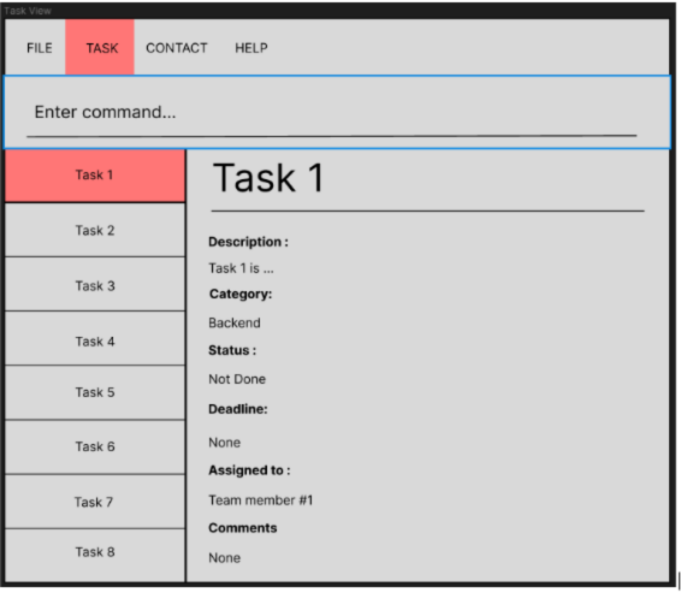 Task View
FILE TASK CONTACT HELP
Enter command...
Task 1
Task 2
Task 3
Task 4
Task 5
Task 6
Task 7
Task 8
Task 1
Description :
Task 1 is ...
Category:
Backend
Status :
Not Done
Deadline:
None
Assigned to :
Team member #1
Comments
None